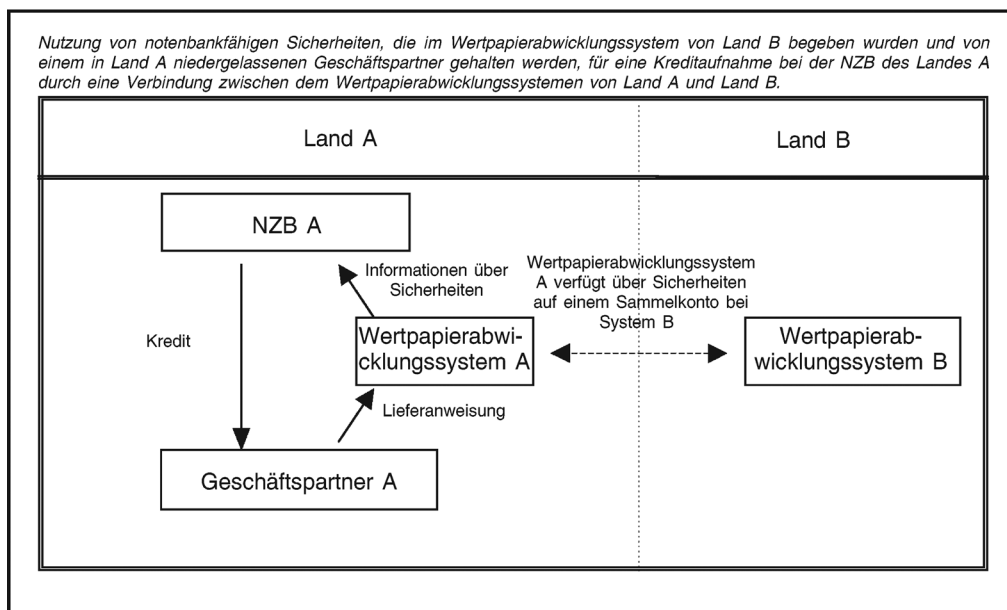 Nutzung von notenbankfähigen Sicherheiten, die im Wertpapierabwicklungssystem von Land B begeben wurden und von
einem in Land A niedergelassenen Geschäftspartner gehalten werden, für eine Kreditaufnahme bei der NZB des Landes A
durch eine Verbindung zwischen dem Wertpapierabwicklungssystemen von Land A und Land B.
Land A
Land B
NZB A
Informationen über
Sicherheiten
Wertpapierabwicklungssystem
A verfügt über Sicherheiten
auf einem Sammelkonto bei
System B
Kredit
Wertpapierabwi-
cklungssystem A
Wertpapierab-
wicklungssystem B
Lieferanweisung
Geschäftspartner A